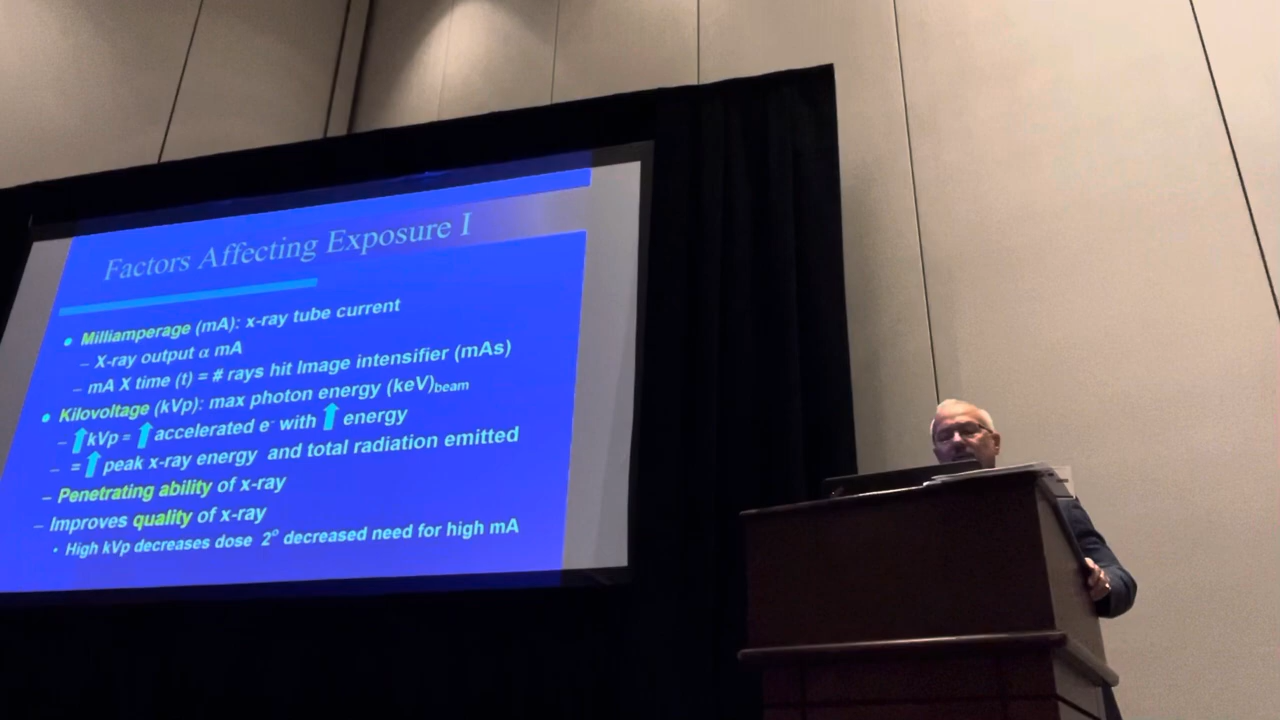 Factors Affecting Exposure I
• Milliamperage (mA): x-ray tube current
– X-ray output α mA
– mA X time (t) = # rays hit Image intensifier (mAs)
• Kilovoltage (kVp): max photon energy (keV)beam
– ⬆kVp = ⬆accelerated e- with ⬆ energy
– = ⬆ peak x-ray energy and total radiation emitted
– Penetrating ability of x-ray
– Improves quality of x-ray
• High kVp decreases dose 2° decreased need for high mA